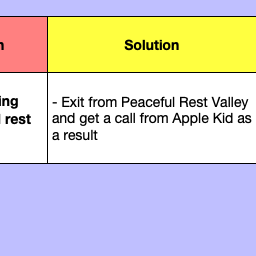 n
Solution
ing
rest
- Exit from Peaceful Rest Valley
and get a call from Apple Kid as
a result